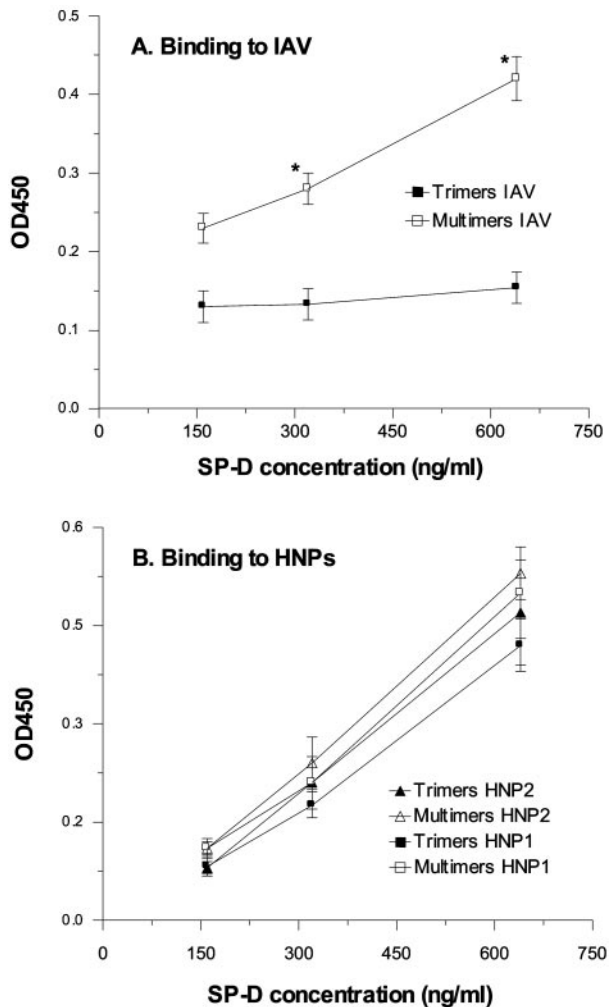 A. Binding to IAV
0.5
0.4
0.3
0.2
0.1
0.0
OD450
*
*
Trimers IAV
Multimers IAV
0
150
300
450
600
750
SP-D concentration (ng/ml)
B. Binding to HNPs
0.6
0.5
0.3
0.2
0.0
OD450
Trimers HNP2
Multimers HNP2
Trimers HNP1
Multimers HNP1
0
150
300
450
600
750
SP-D concentration (ng/ml)